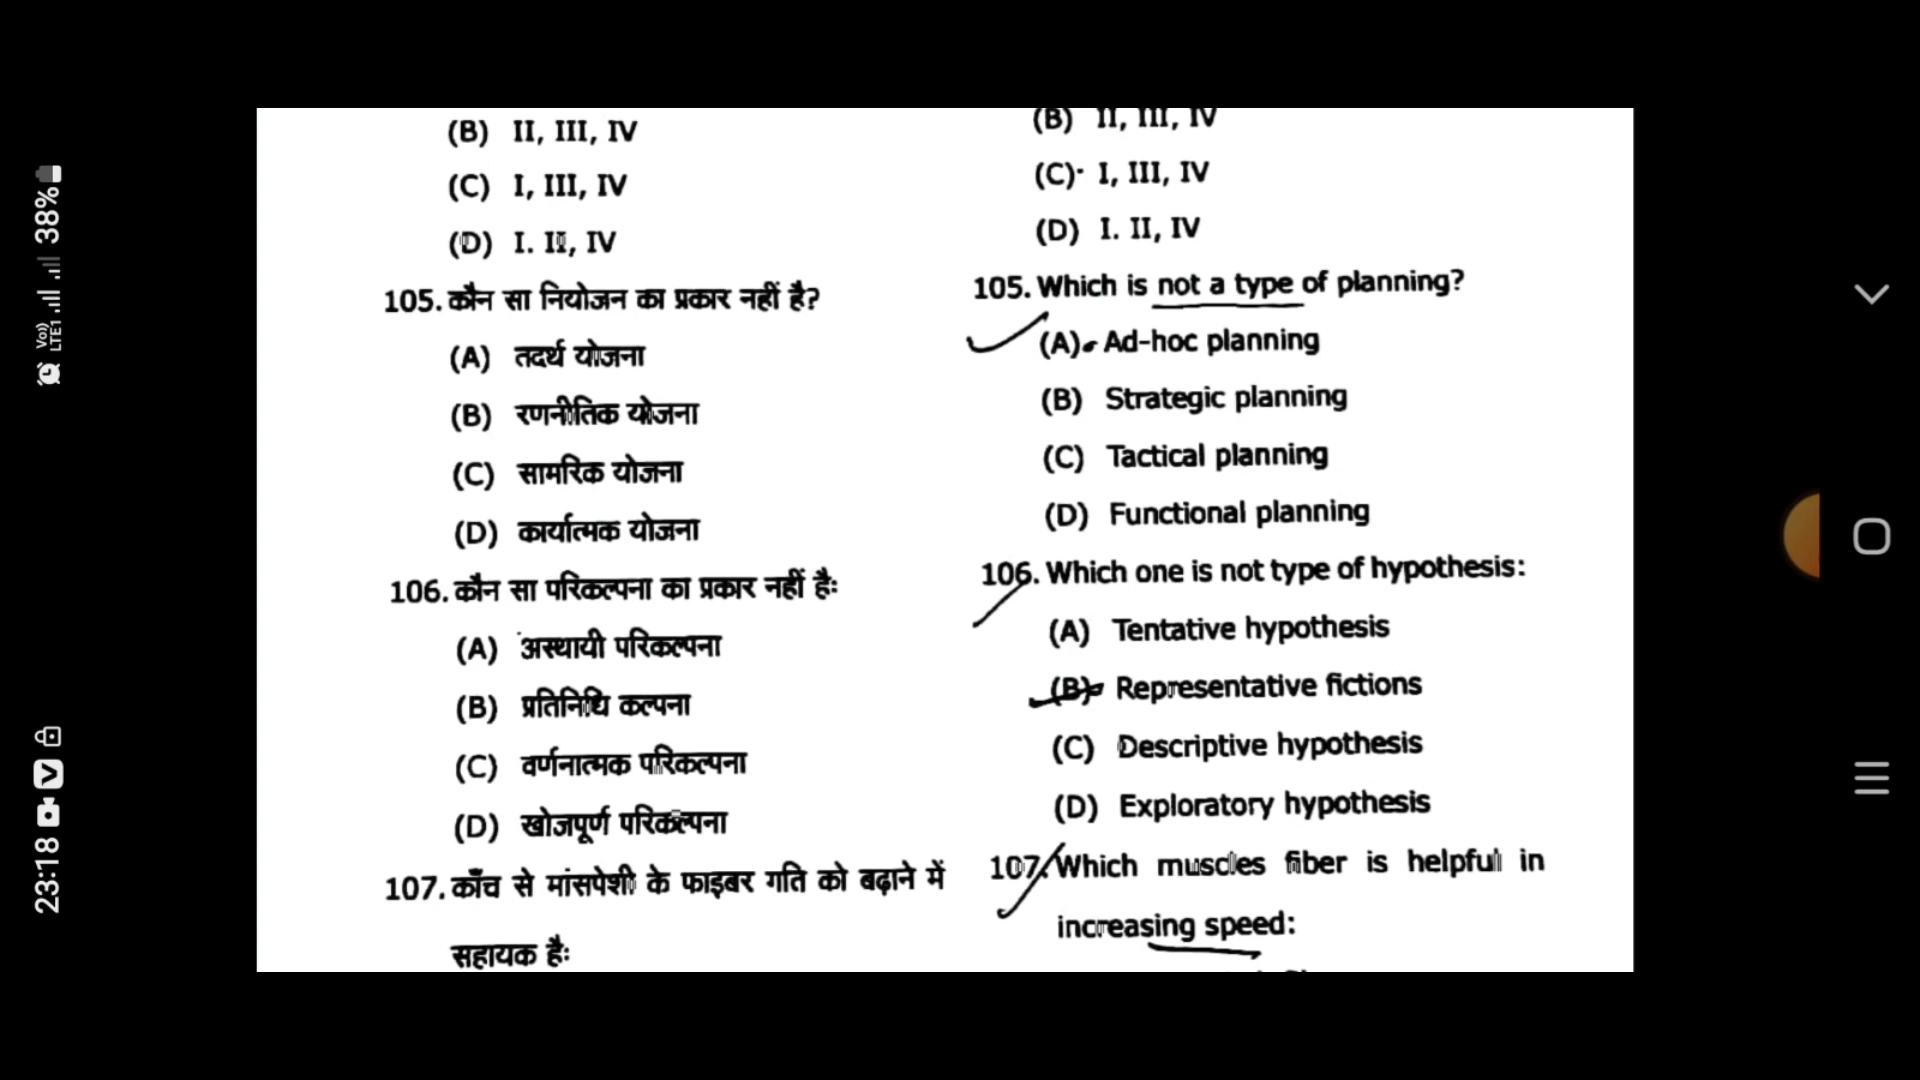 (B) II, III, IV
(C) I, III, IV
(D) I. II, IV
105. कौन सा नियोजन का प्रकार नहीं है?
(A) तदर्थ योजना
(B) रणनीतिक योजना
(C) सामरिक योजना
(D) कार्यात्मक योजना
106. कौन सा परिकल्पना का प्रकार नहीं हैः
(A) अस्थायी परिकल्पना
(B) प्रतिनिधि कल्पना
(C) वर्णनात्मक परिकल्पना
(D) खोजपूर्ण परिकल्पना
107. काँच से मांसपेशी के फाइबर गति को बढ़ाने में
सहायक हैः
(B) II, III, IV
(C) I, III, IV
(D) I. II, IV
105. Which is not a type of planning?
(A) Ad-hoc planning
(B) Strategic planning
(C) Tactical planning
(D) Functional planning
106. Which one is not type of hypothesis:
(A) Tentative hypothesis
(B) Representative fictions
(C) Descriptive hypothesis
(D) Exploratory hypothesis
107. Which muscles fiber is helpful in
increasing speed:
23:18
Vo)) LTE1
38%